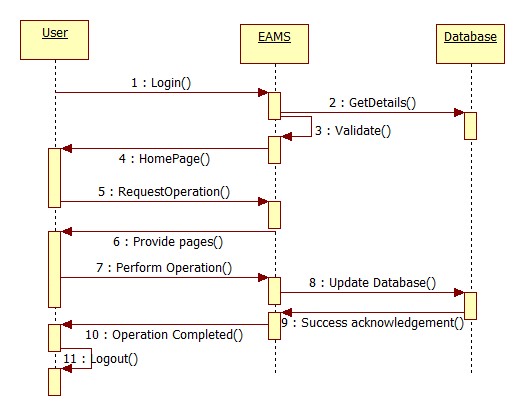 User
EAMS
Database
1 : Login()
2 : GetDetails()
3 : Validate()
4 : HomePage()
5 : RequestOperation()
6 : Provide pages()
7 : Perform Operation()
8 : Update Database()
9 : Success acknowledgement()
10 : Operation Completed()
11 : Logout()